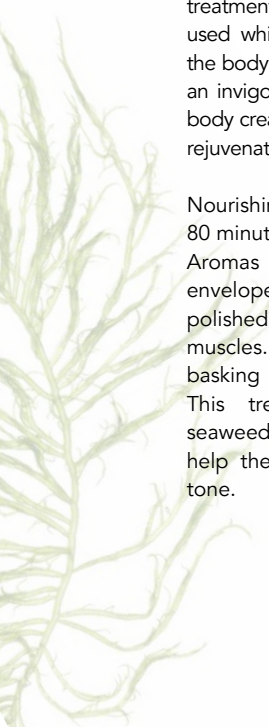 treatment
used whi
the body
an invigo
body crea
rejuvenat
Nourishin
80 minut
Aromas
envelope
polished
muscles.
basking
This tre
seaweed
help the
tone.